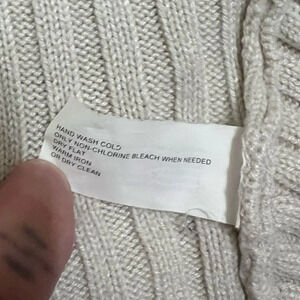 HAND WASH COLD
ONLY NON-CHLORINE BLEACH WHEN NEEDED
DRY FLAT
WARM IRON
OR DRY CLEAN